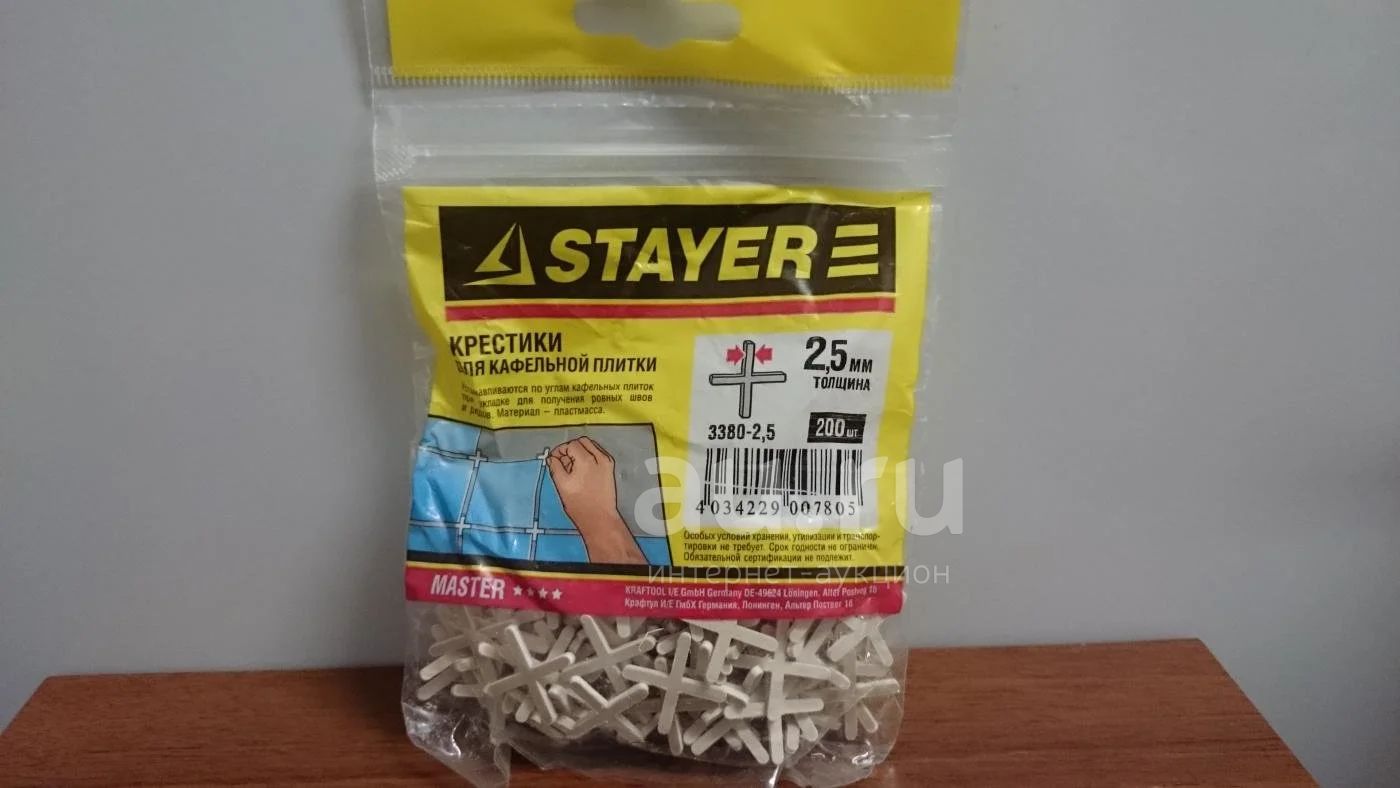 STAYER
КРЕСТИКИ
ДЛЯ КАФЕЛЬНОЙ ПЛИТКИ
Устанавливаются по углам кафельных плиток
при укладке для получения ровных швов
и рядов. Материал – пластмасса.
2,5 мм
ТОЛЩИНА
3380-2,5
200 шт
4 034229 007805
Особых условий хранения, утилизации и транспор-
тировки не требует. Срок годности не ограничен.
Обязательной сертификации не подлежит.
MASTER
KRAFTOOL I/E GmbH Germany DE-49624 Löningen, Alter Postweg 16
Крафтул И/Е ГмбХ Германия, Лонинген, Альтер Поствег 16
au.ru
интернет-аукцион